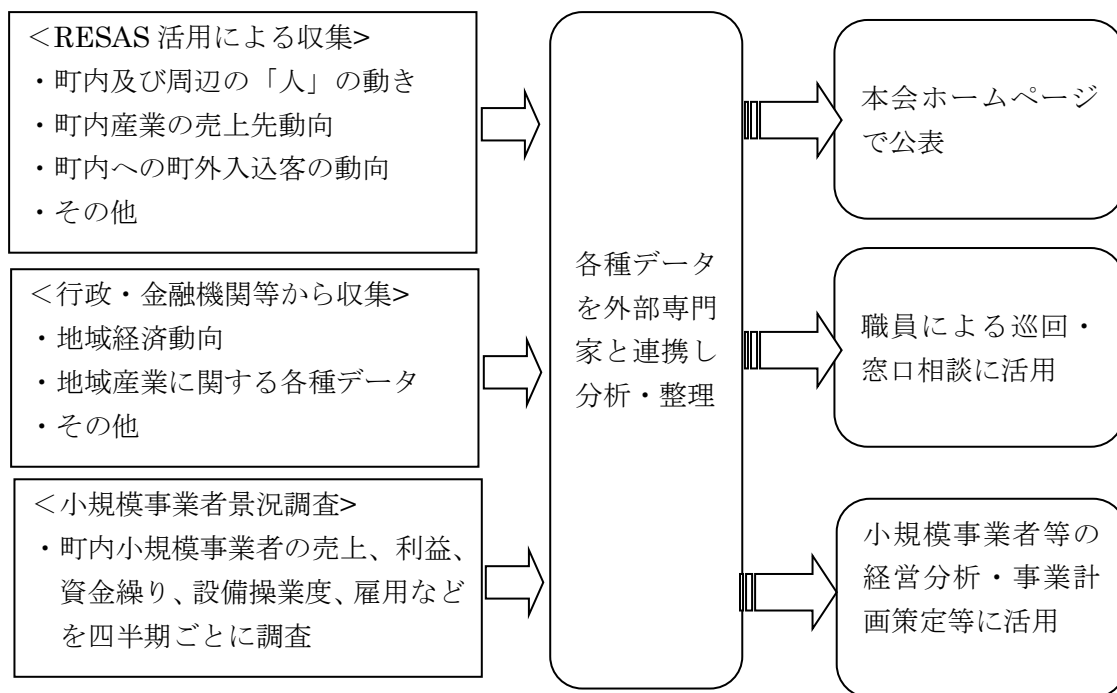 ＜RESAS 活用による収集>
・町内及び周辺の「人」の動き
・町内産業の売上先動向
・町内への町外入込客の動向
・その他
＜行政・金融機関等から収集>
・地域経済動向
・地域産業に関する各種データ
・その他
＜小規模事業者景況調査>
・町内小規模事業者の売上、利益、
資金繰り、設備操業度、雇用など
を四半期ごとに調査
各種データ
を外部専門
家と連携し
分析・整理
本会ホームページ
で公表
職員による巡回・
窓口相談に活用
小規模事業者等の
経営分析・事業計
画策定等に活用